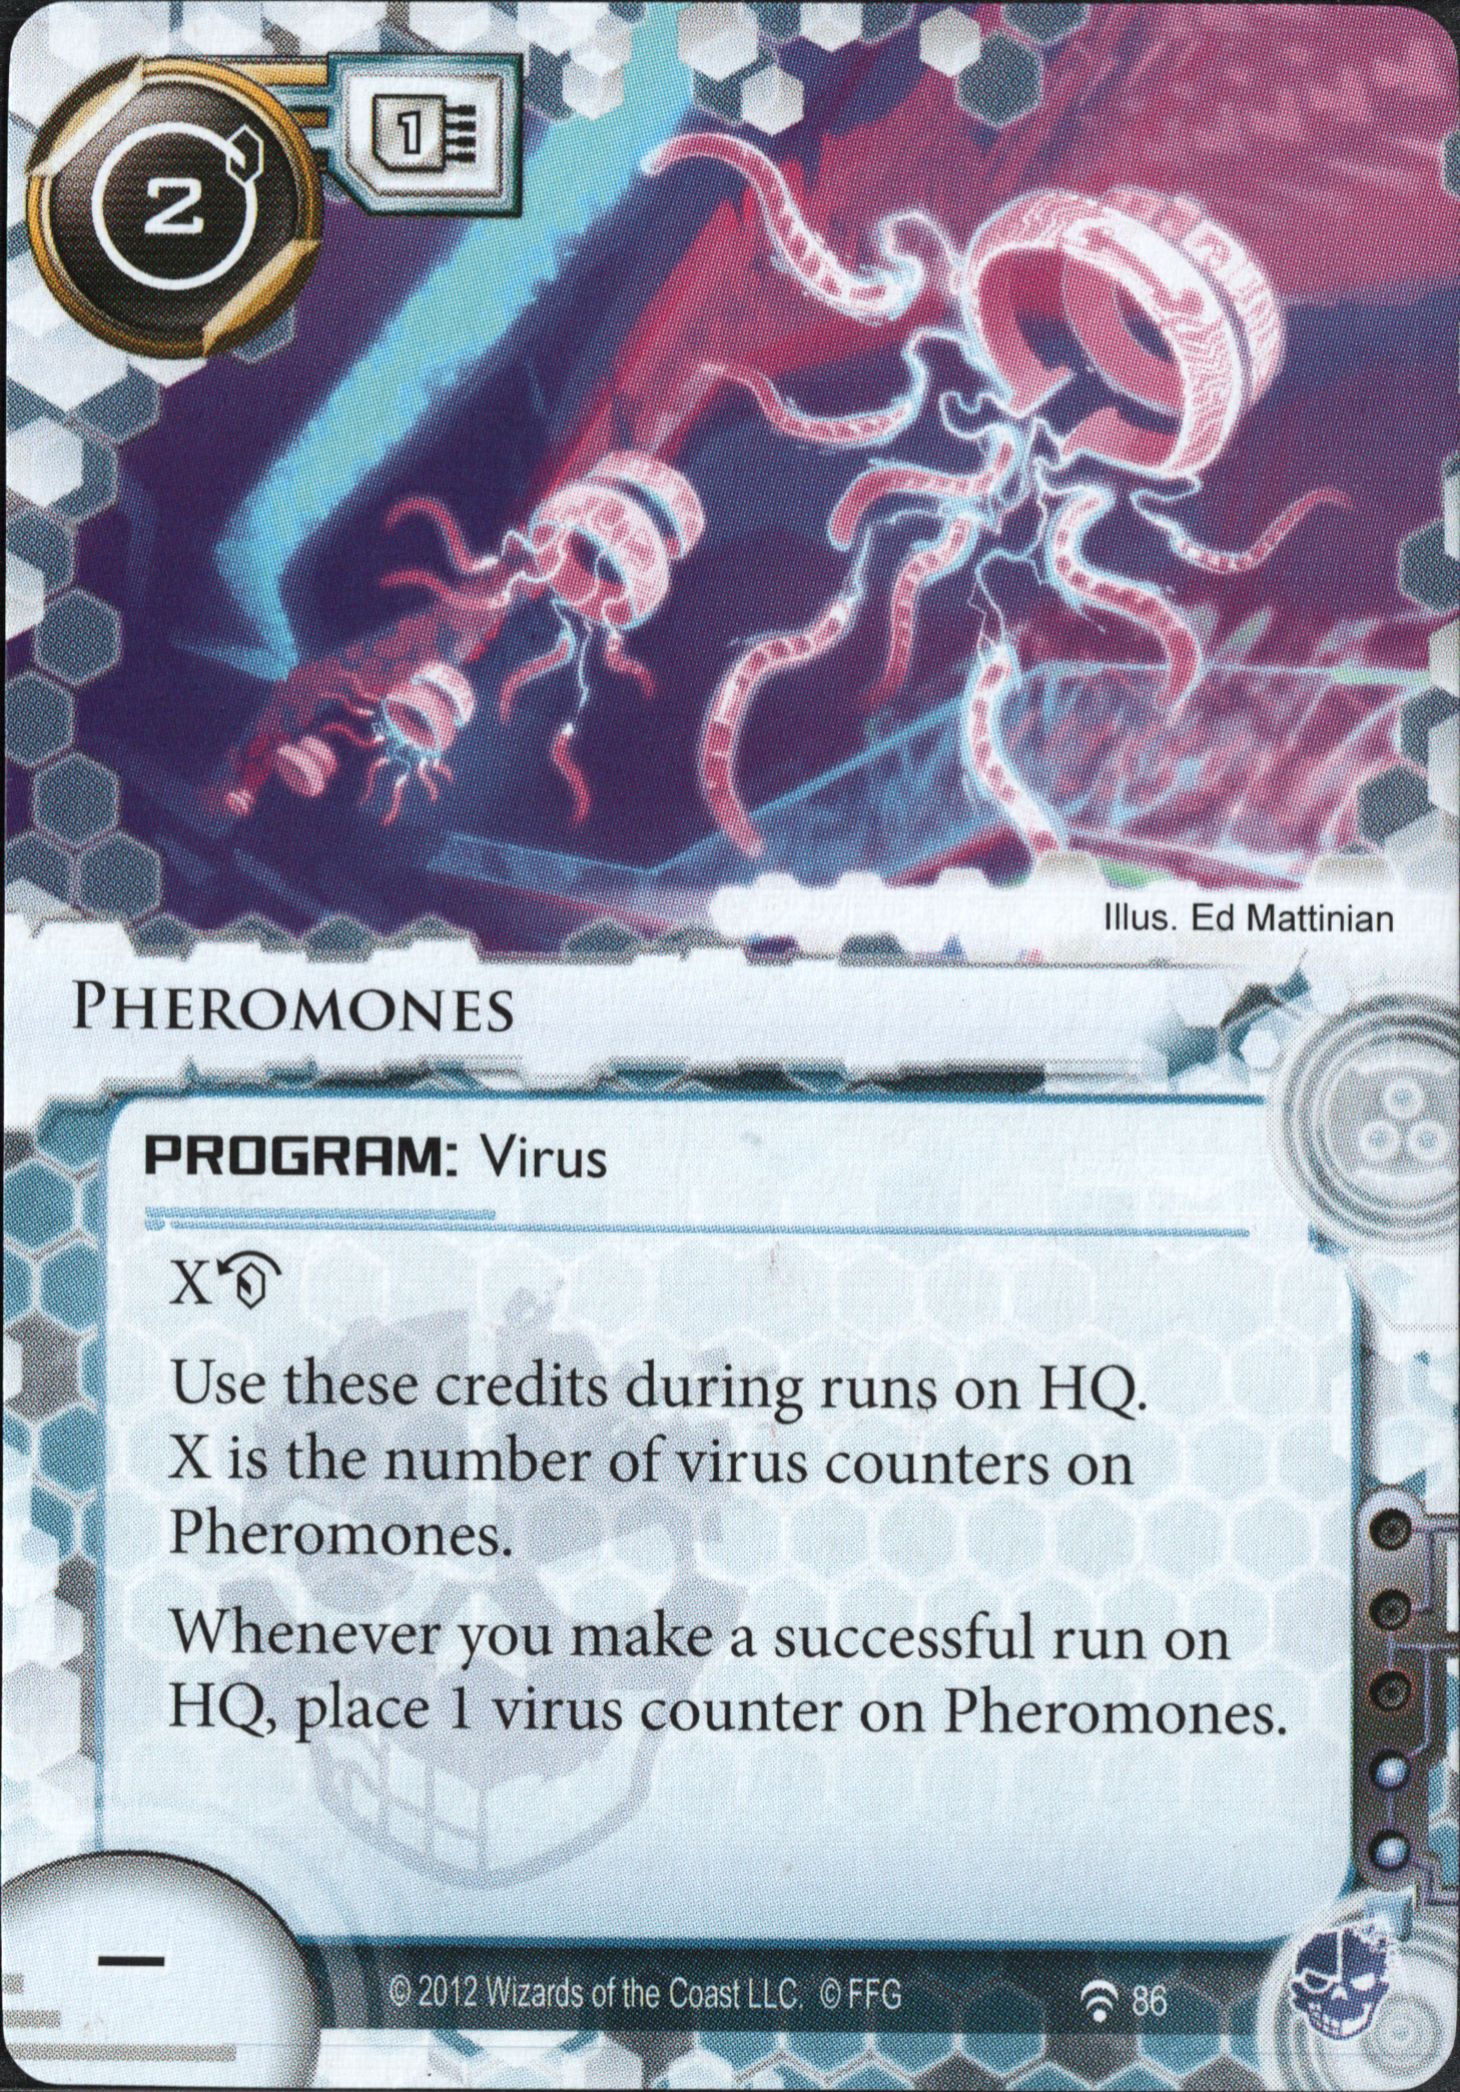 2
1
Illus. Ed Mattinian
PHEROMONES
PROGRAM: Virus
X
Use these credits during runs on HQ.
X is the number of virus counters on
Pheromones.
Whenever you make a successful run on
HQ, place 1 virus counter on Pheromones.
—
© 2012 Wizards of the Coast LLC. © FFG
86